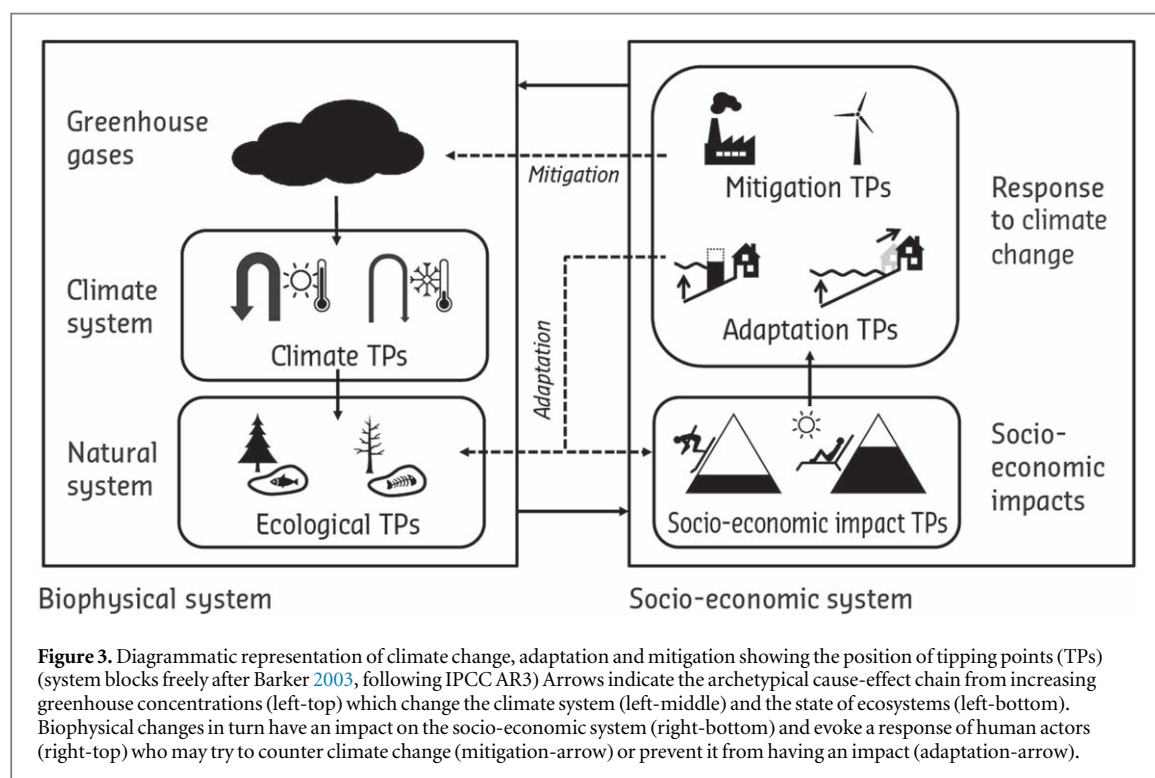 Greenhouse
gases
Mitigation
Mitigation TPs
Response
to climate
change
Climate
system
Climate TPs
Adaptation
Adaptation TPs
Natural
system
Ecological TPs
Socio-economic impact TPs
Socio-
economic
impacts
Biophysical system
Socio-economic system
Figure 3. Diagrammatic representation of climate change, adaptation and mitigation showing the position of tipping points (TPs)
(system blocks freely after Barker 2003, following IPCC AR3) Arrows indicate the archetypical cause-effect chain from increasing
greenhouse concentrations (left-top) which change the climate system (left-middle) and the state of ecosystems (left-bottom).
Biophysical changes in turn have an impact on the socio-economic system (right-bottom) and evoke a response of human actors
(right-top) who may try to counter climate change (mitigation-arrow) or prevent it from having an impact (adaptation-arrow).